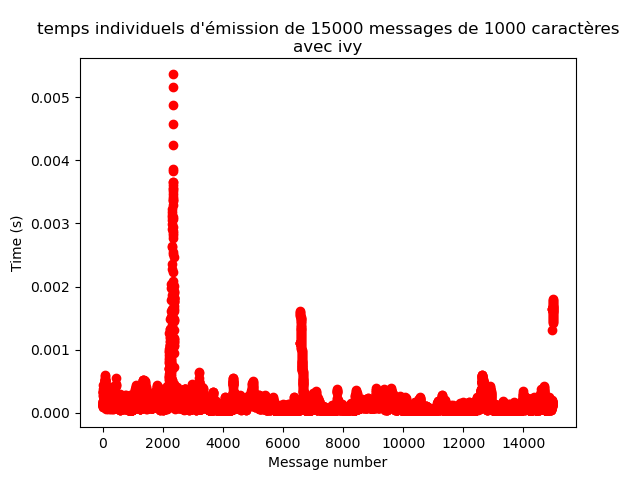 temps individuels d'émission de 15000 messages de 1000 caractères
avec ivy
0.005
0.004
0.003
0.002
0.001
0.000
Time (s)
0 2000 4000 6000 8000 10000 12000 14000
Message number